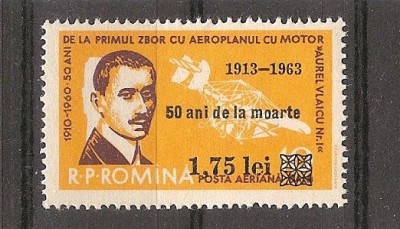 DE LA PRIMUL ZBOR CU AEROPLANUL CU MOTOR
»AUREL VLAICU Nr.1«
1910-1960 50 ANI
1913-1963
50 ani de la moarte
1,75 lei
R·P·ROMINA
POSTA AERIANA